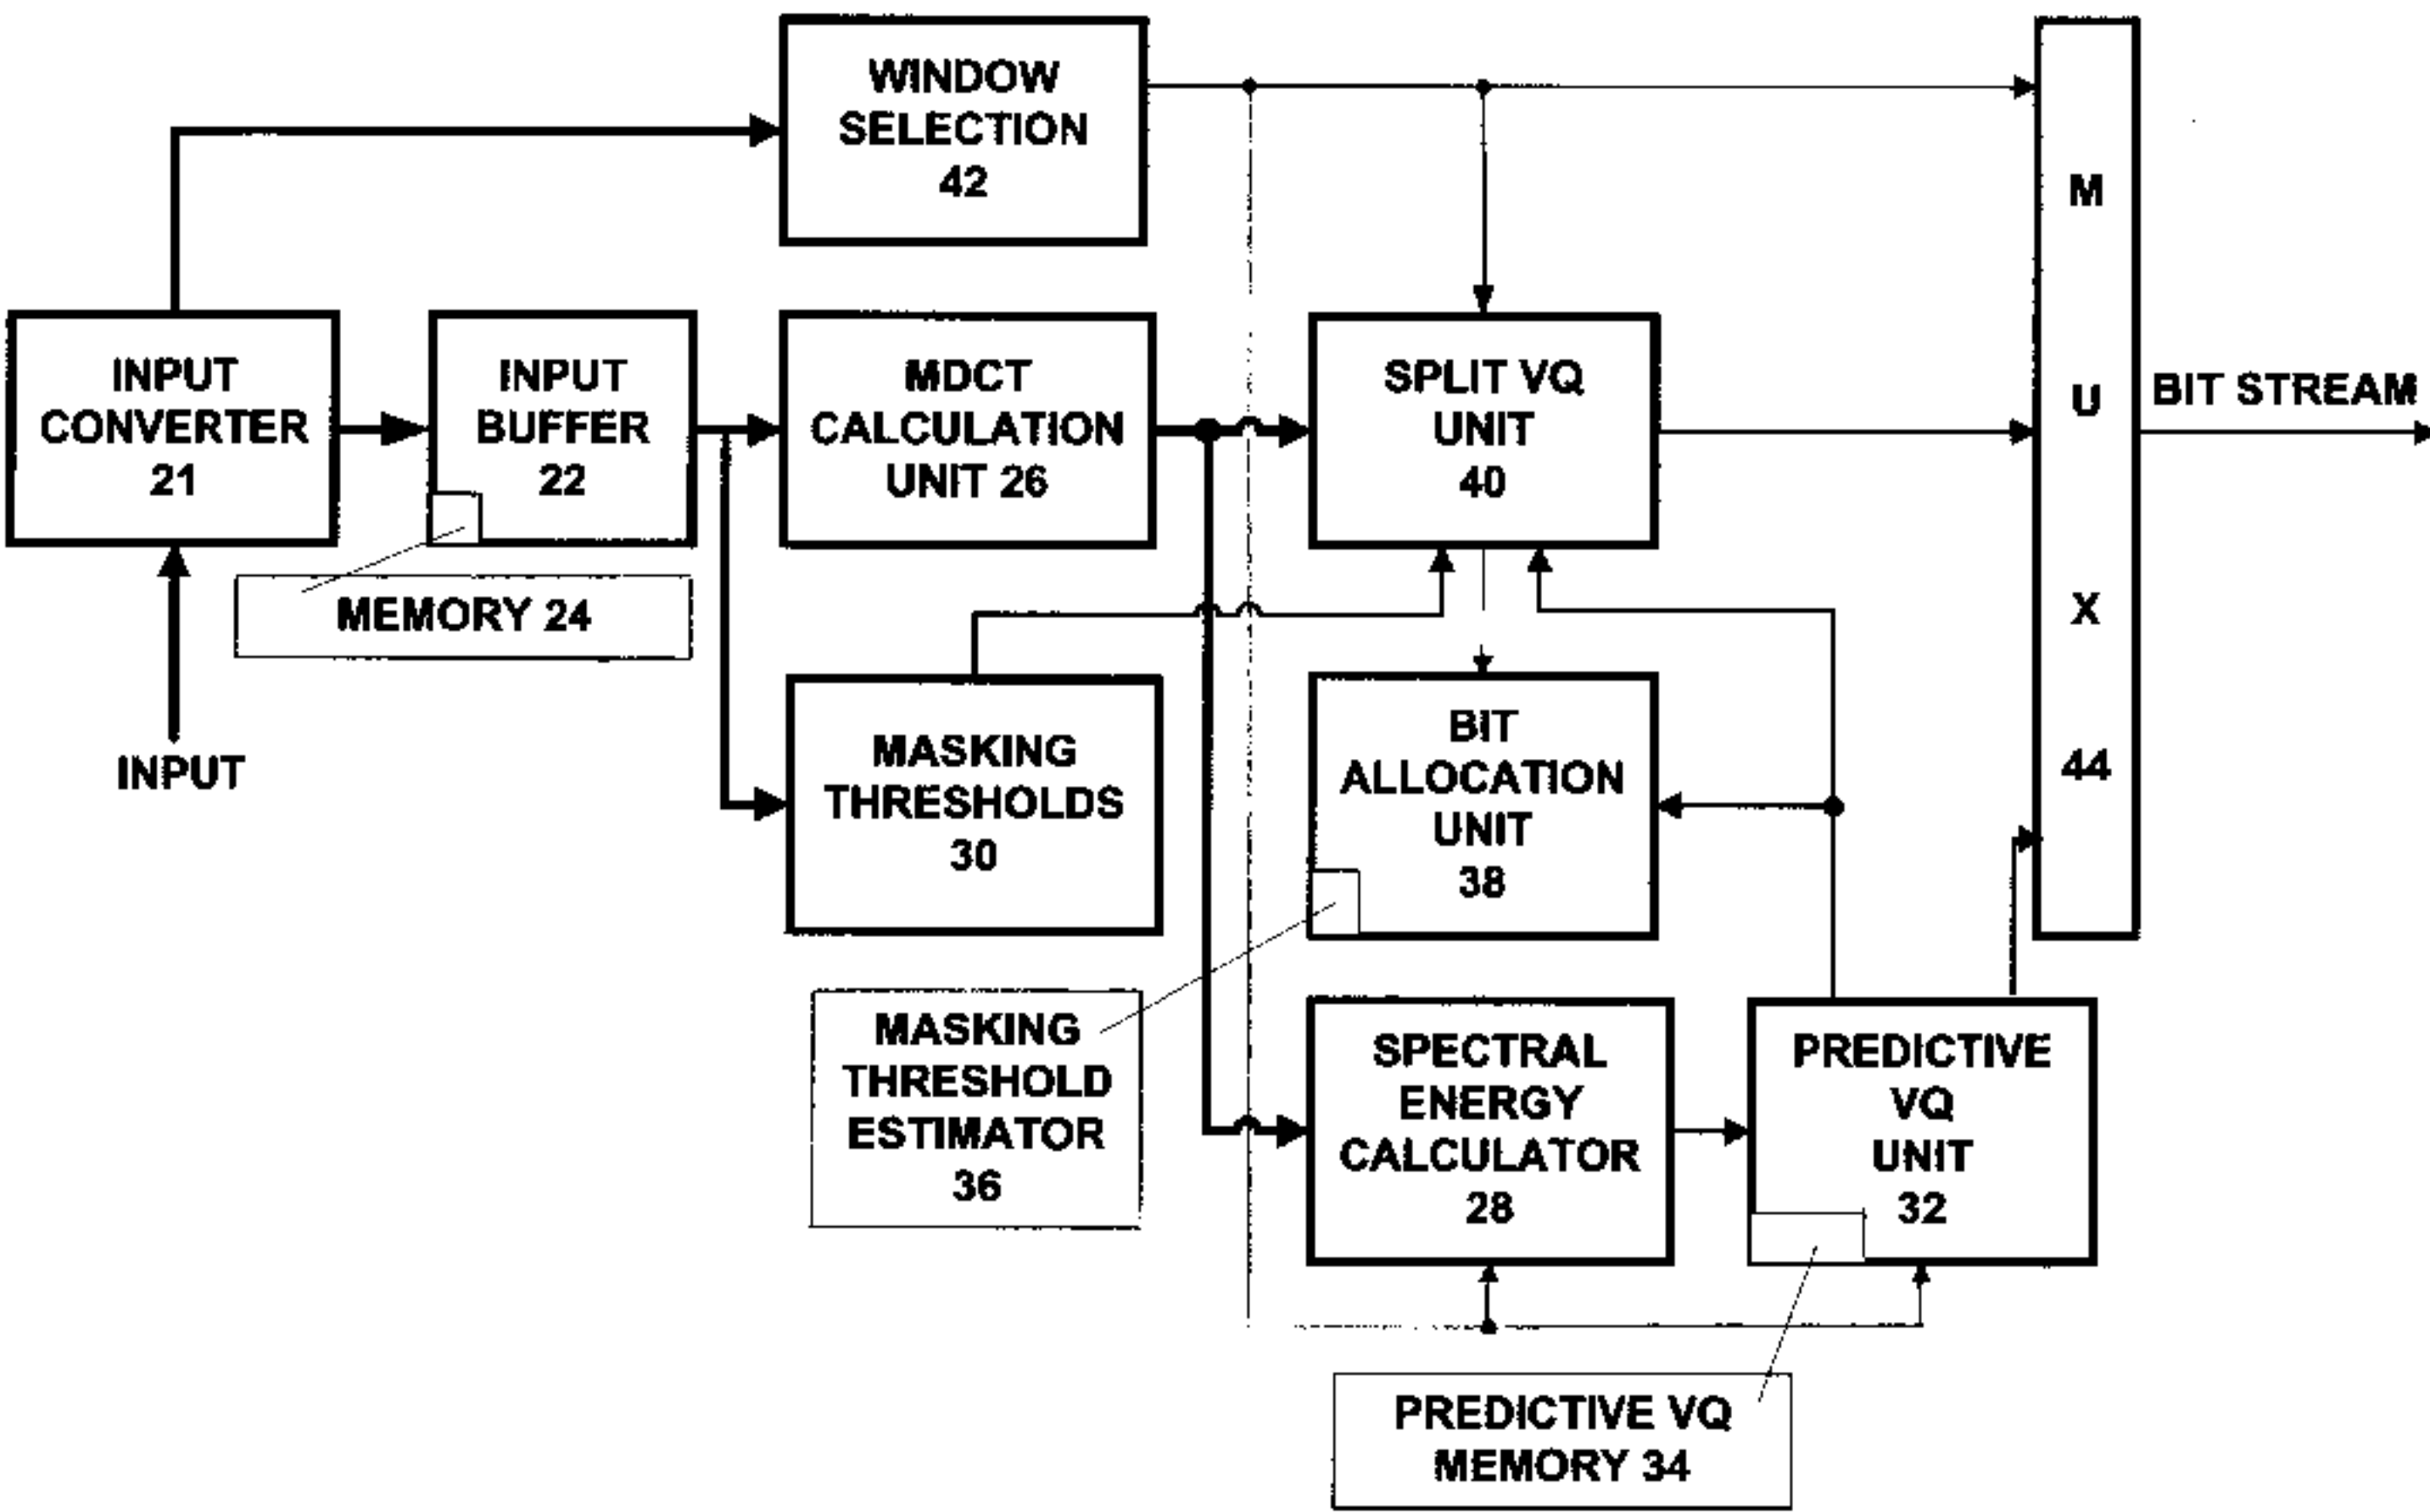 WINDOW
SELECTION
42
M
U
X
44
INPUT
CONVERTER
21
INPUT
BUFFER
22
MDCT
CALCULATION
UNIT 26
SPLIT VQ
UNIT
40
BIT STREAM
MEMORY 24
INPUT
MASKING
THRESHOLDS
30
BIT
ALLOCATION
UNIT
38
MASKING
THRESHOLD
ESTIMATOR
36
SPECTRAL
ENERGY
CALCULATOR
28
PREDICTIVE
VQ
UNIT
32
PREDICTIVE VQ
MEMORY 34